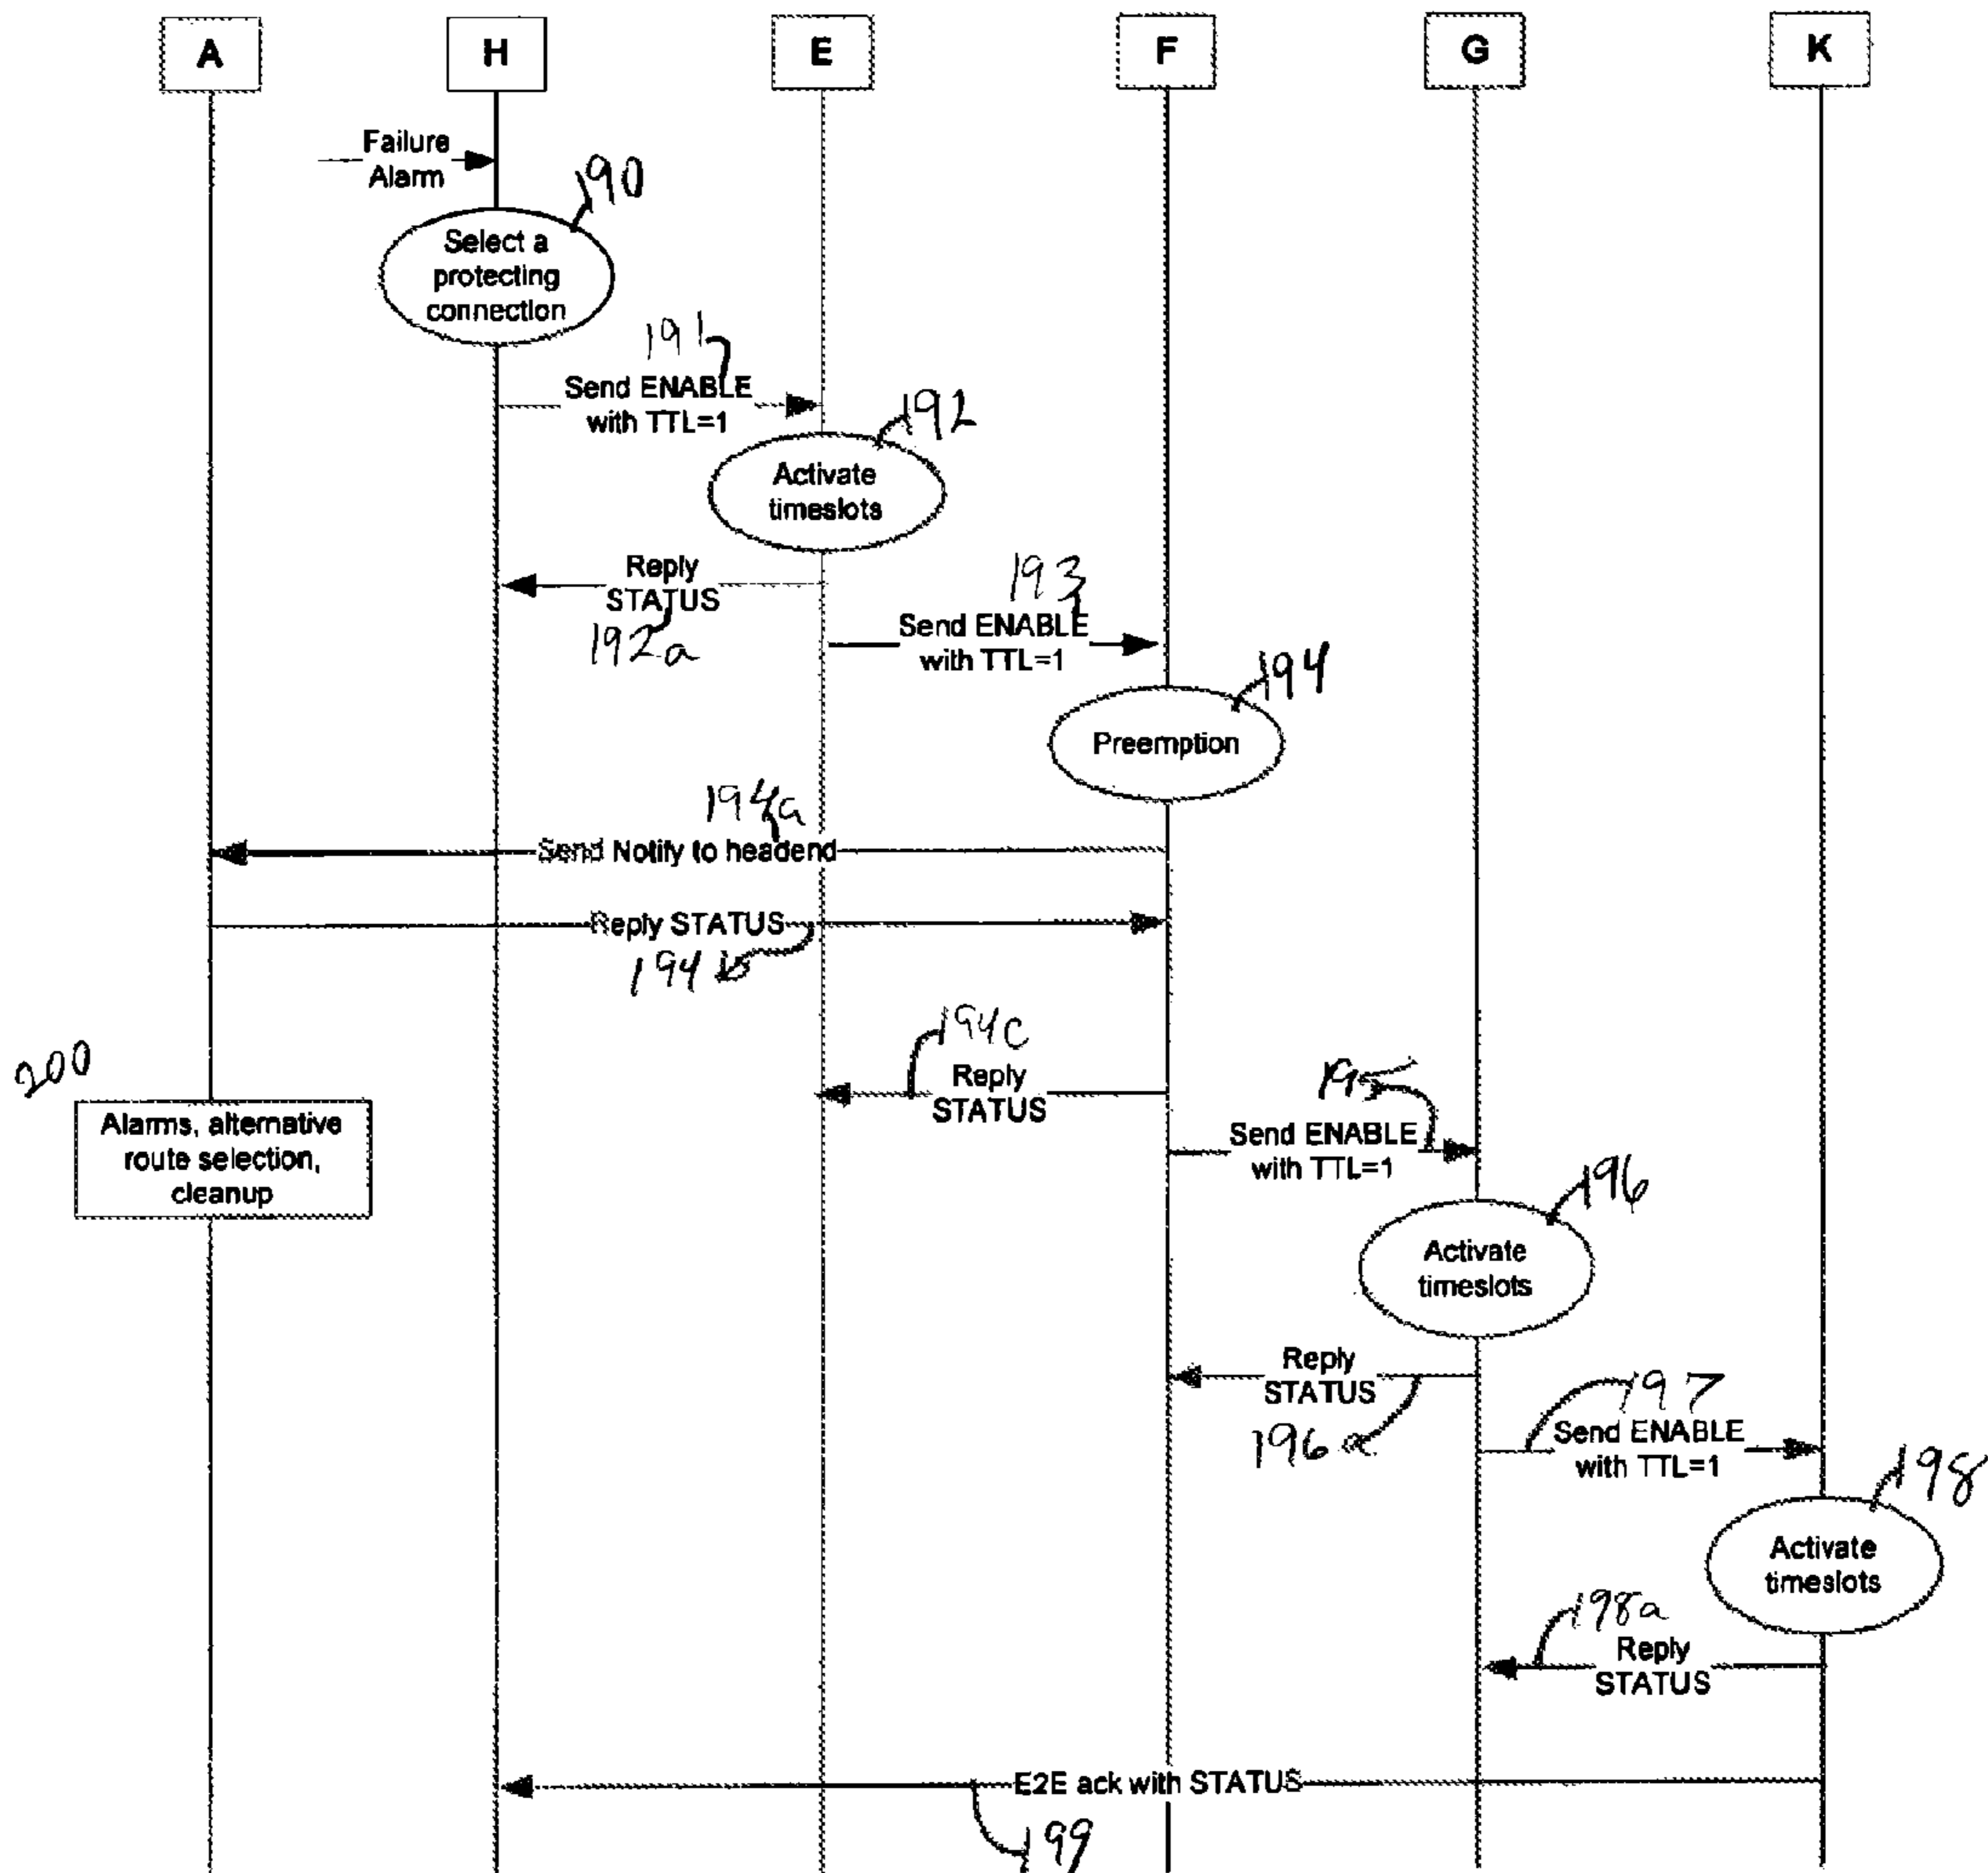 A H E F G K
Failure
Alarm
190
Select a
protecting
connection
191
Send ENABLE
with TTL=1
192
Activate
timeslots
Reply
STATUS
192a
193
Send ENABLE
with TTL=1
194
Preemption
194a
Send Notify to headend
Reply STATUS
194b
194c
Reply
STATUS
200
Alarms, alternative
route selection,
cleanup
195
Send ENABLE
with TTL=1
196
Activate
timeslots
Reply
STATUS
196a
197
Send ENABLE
with TTL=1
198
Activate
timeslots
198a
Reply
STATUS
E2E ack with STATUS
199